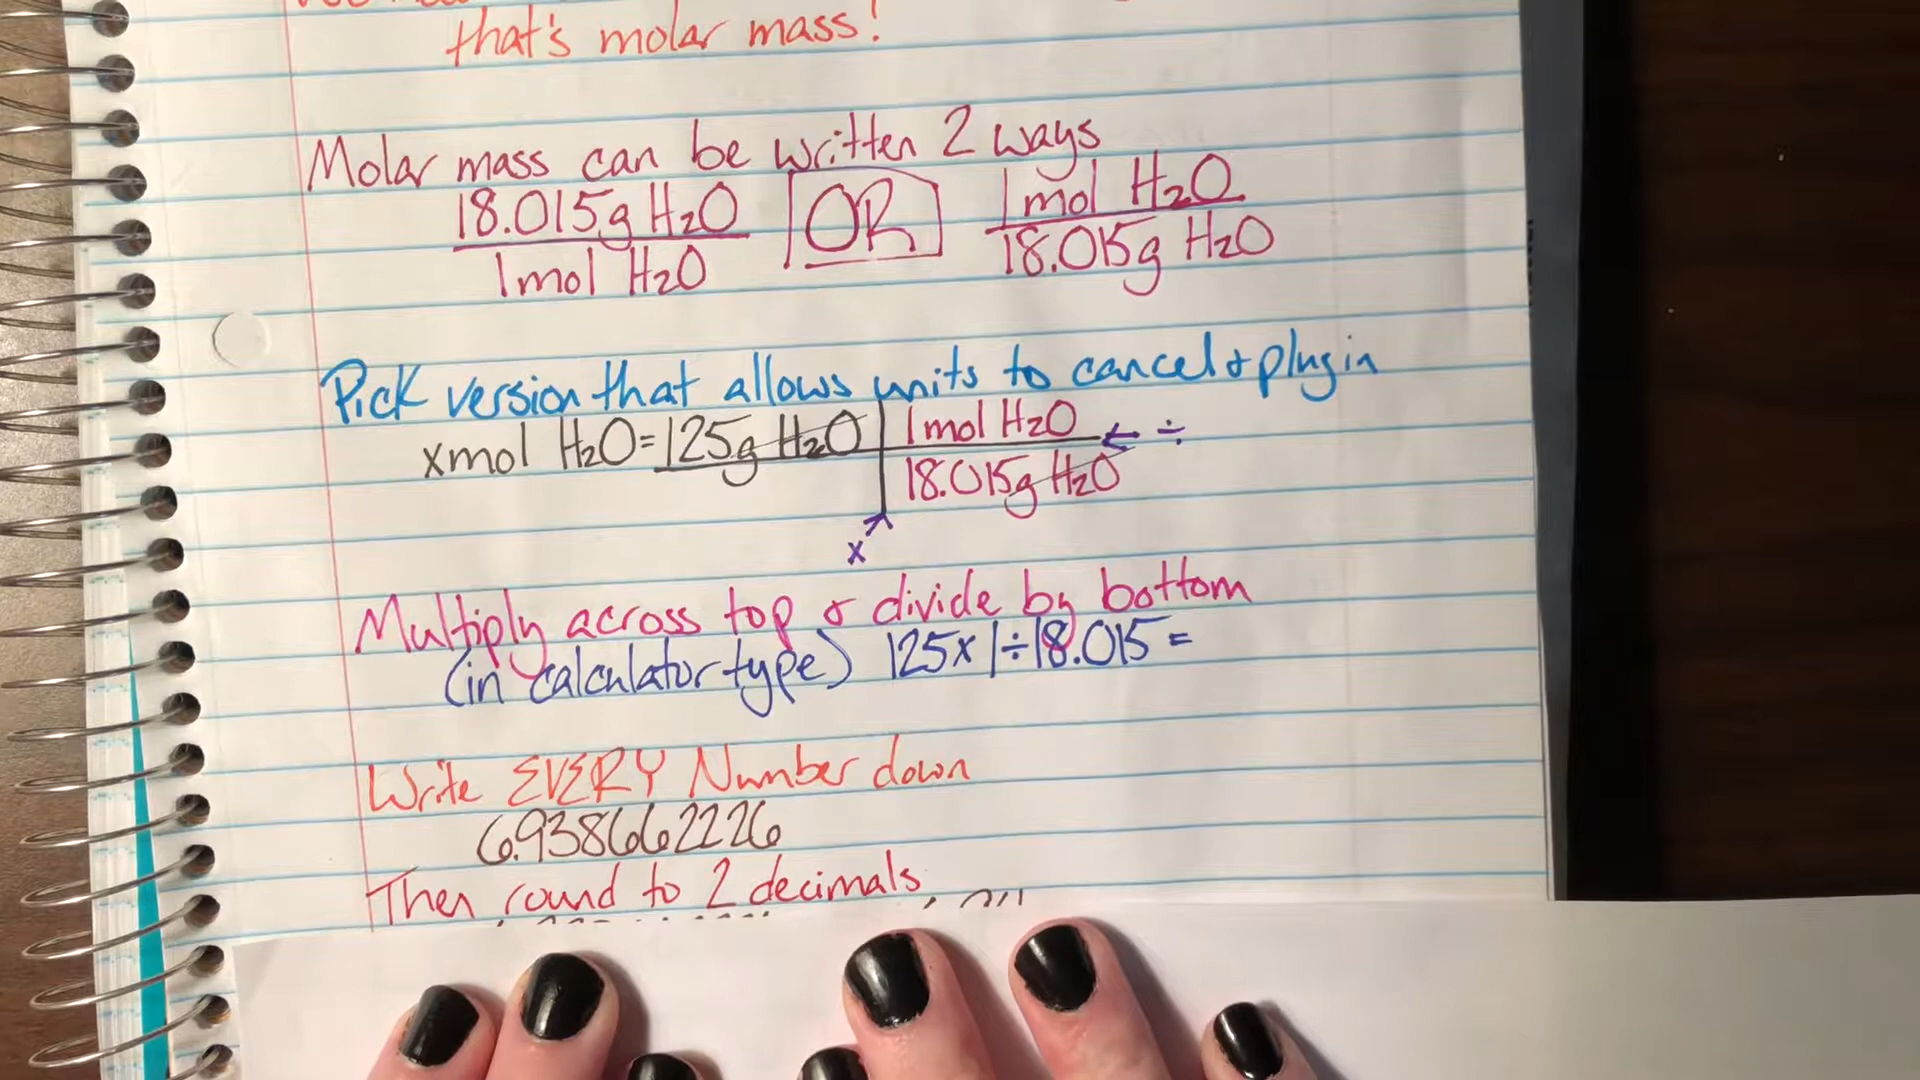 that's molar mass!
Molar mass can be written 2 ways
18.015g H2O OR 1mol H2O
1mol H2O 18.015g H2O
Pick version that allows units to cancel & plug in
xmol H2O = 125g H2O 1mol H2O ← ÷
18.015g H2O
x
Multiply across top & divide by bottom
(in calculator type) 125x1÷18.015=
Write EVERY Number down
6.938662226
Then round to 2 decimals